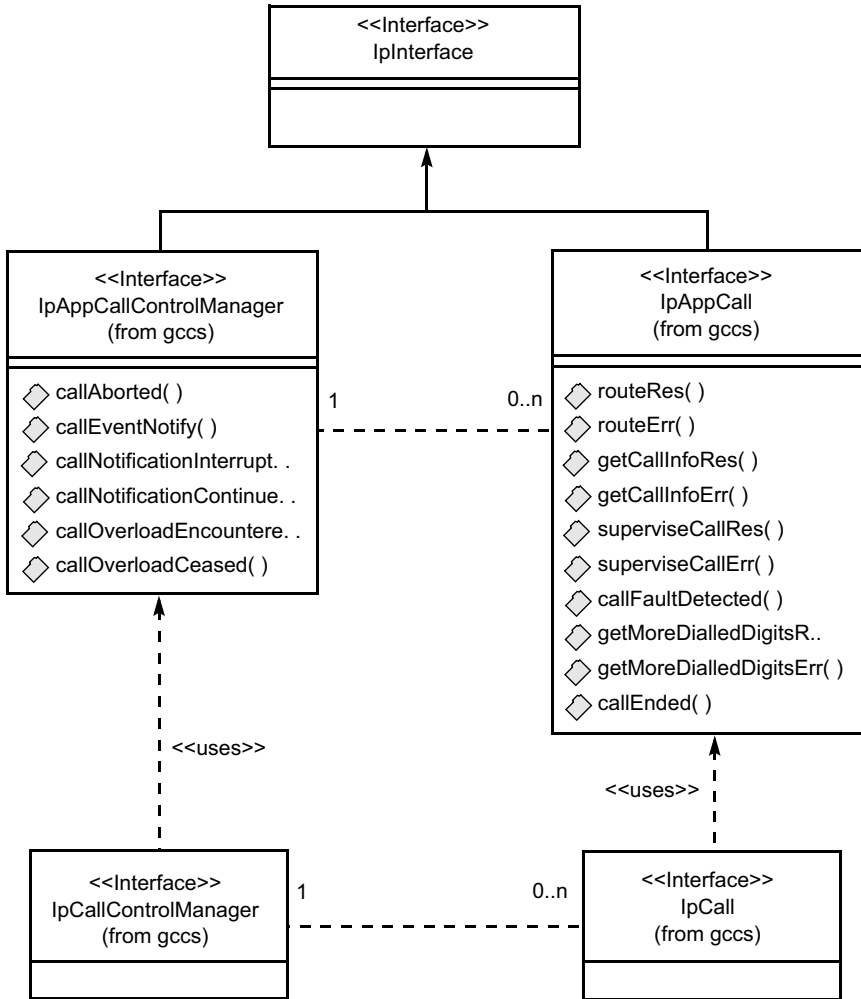 <<Interface>>
IpInterface
<<Interface>>
IpAppCallControlManager
(from gccs)
callAborted( )
callEventNotify( )
callNotificationInterrupt. .
callNotificationContinue. .
callOverloadEncountere. .
callOverloadCeased( )
1
0..n
<<Interface>>
IpAppCall
(from gccs)
routeRes( )
routeErr( )
getCallInfoRes( )
getCallInfoErr( )
superviseCallRes( )
superviseCallErr( )
callFaultDetected( )
getMoreDialledDigitsR..
getMoreDialledDigitsErr( )
callEnded( )
<<uses>>
<<uses>>
<<Interface>>
IpCallControlManager
(from gccs)
1
0..n
<<Interface>>
IpCall
(from gccs)